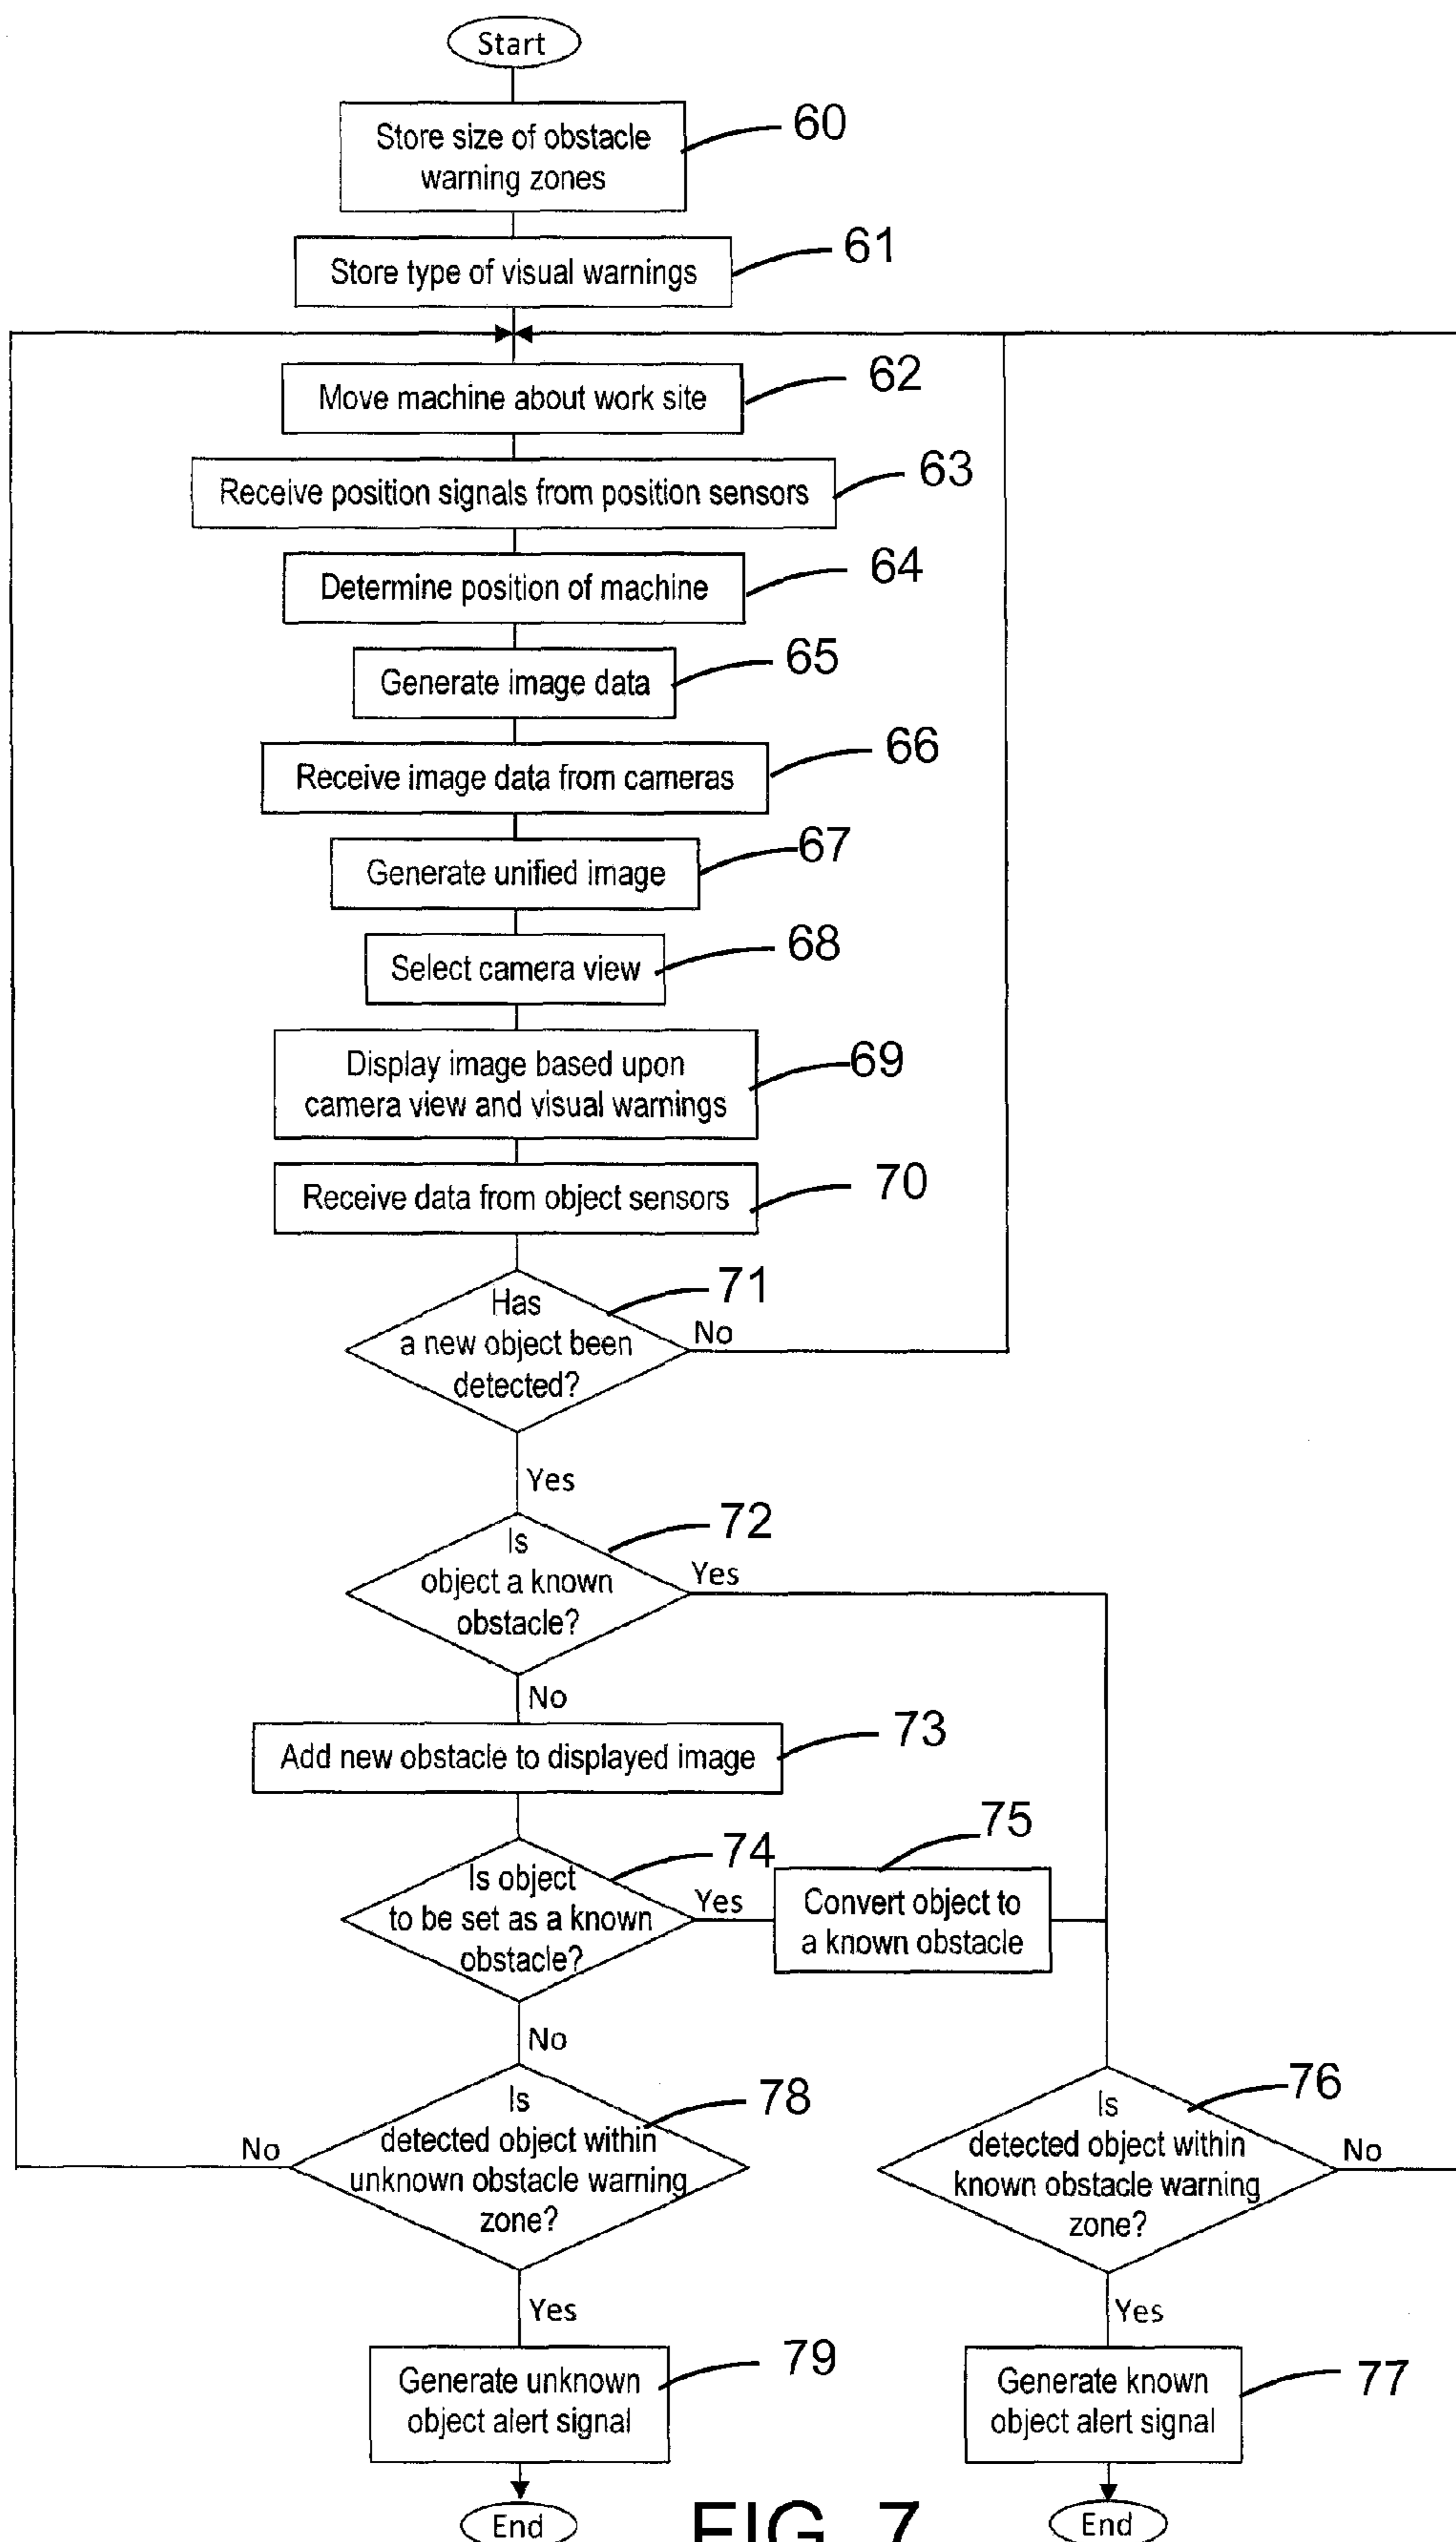 Start
60
Store size of obstacle
warning zones
61
Store type of visual warnings
62
Move machine about work site
63
Receive position signals from position sensors
64
Determine position of machine
65
Generate image data
66
Receive image data from cameras
67
Generate unified image
68
Select camera view
69
Display image based upon
camera view and visual warnings
70
Receive data from object sensors
71
Has
a new object been
detected?
No
Yes
72
Is
object a known
obstacle?
Yes
No
73
Add new obstacle to displayed image
74
Is object
to be set as a known
obstacle?
Yes
75
Convert object to
a known obstacle
No
78
Is
detected object within
unknown obstacle warning
zone?
No
76
Is
detected object within
known obstacle warning
zone?
No
Yes
Yes
79
Generate unknown
object alert signal
77
Generate known
object alert signal
End
End
FIG. 7